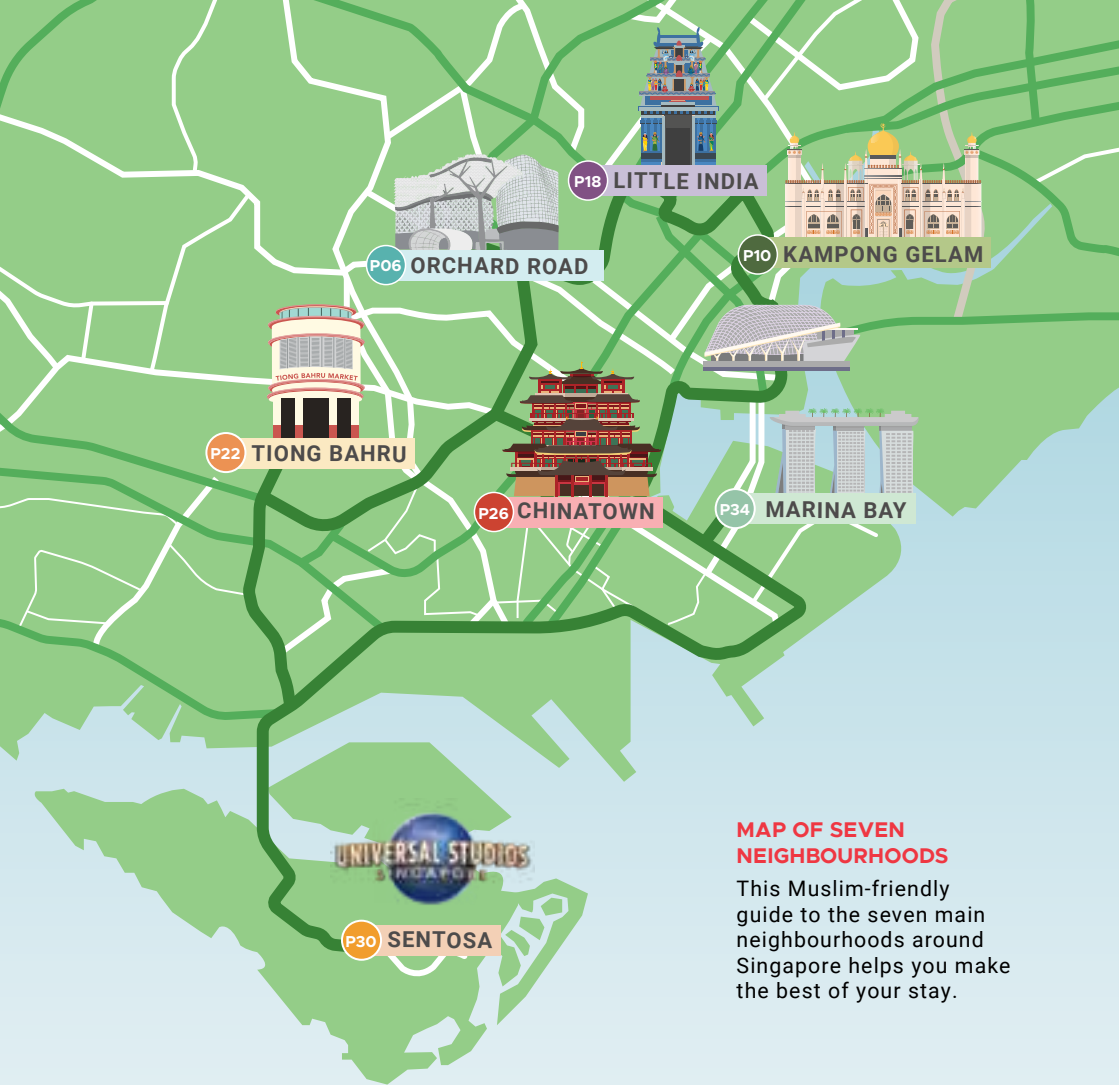 P18 LITTLE INDIA
P10 KAMPONG GELAM
P06 ORCHARD ROAD
TIONG BAHRU MARKET
P22 TIONG BAHRU
P26 CHINATOWN
P34 MARINA BAY
UNIVERSAL STUDIOS
SINGAPORE
P30 SENTOSA
MAP OF SEVEN
NEIGHBOURHOODS
This Muslim-friendly
guide to the seven main
neighbourhoods around
Singapore helps you make
the best of your stay.